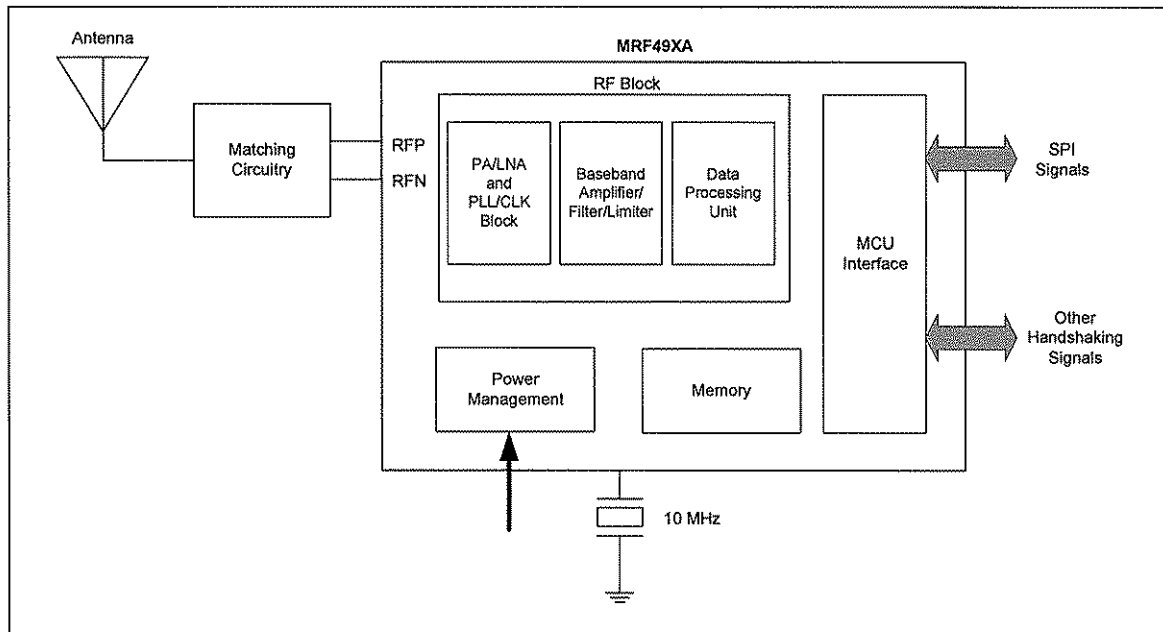 Antenna
MRF49XA
RF Block
Matching
Circuitry
RFP
RFN
PA/LNA
and
PLL/CLK
Block
Baseband
Amplifier/
Filter/Limiter
Data
Processing
Unit
MCU
Interface
SPI
Signals
Other
Handshaking
Signals
Power
Management
Memory
10 MHz